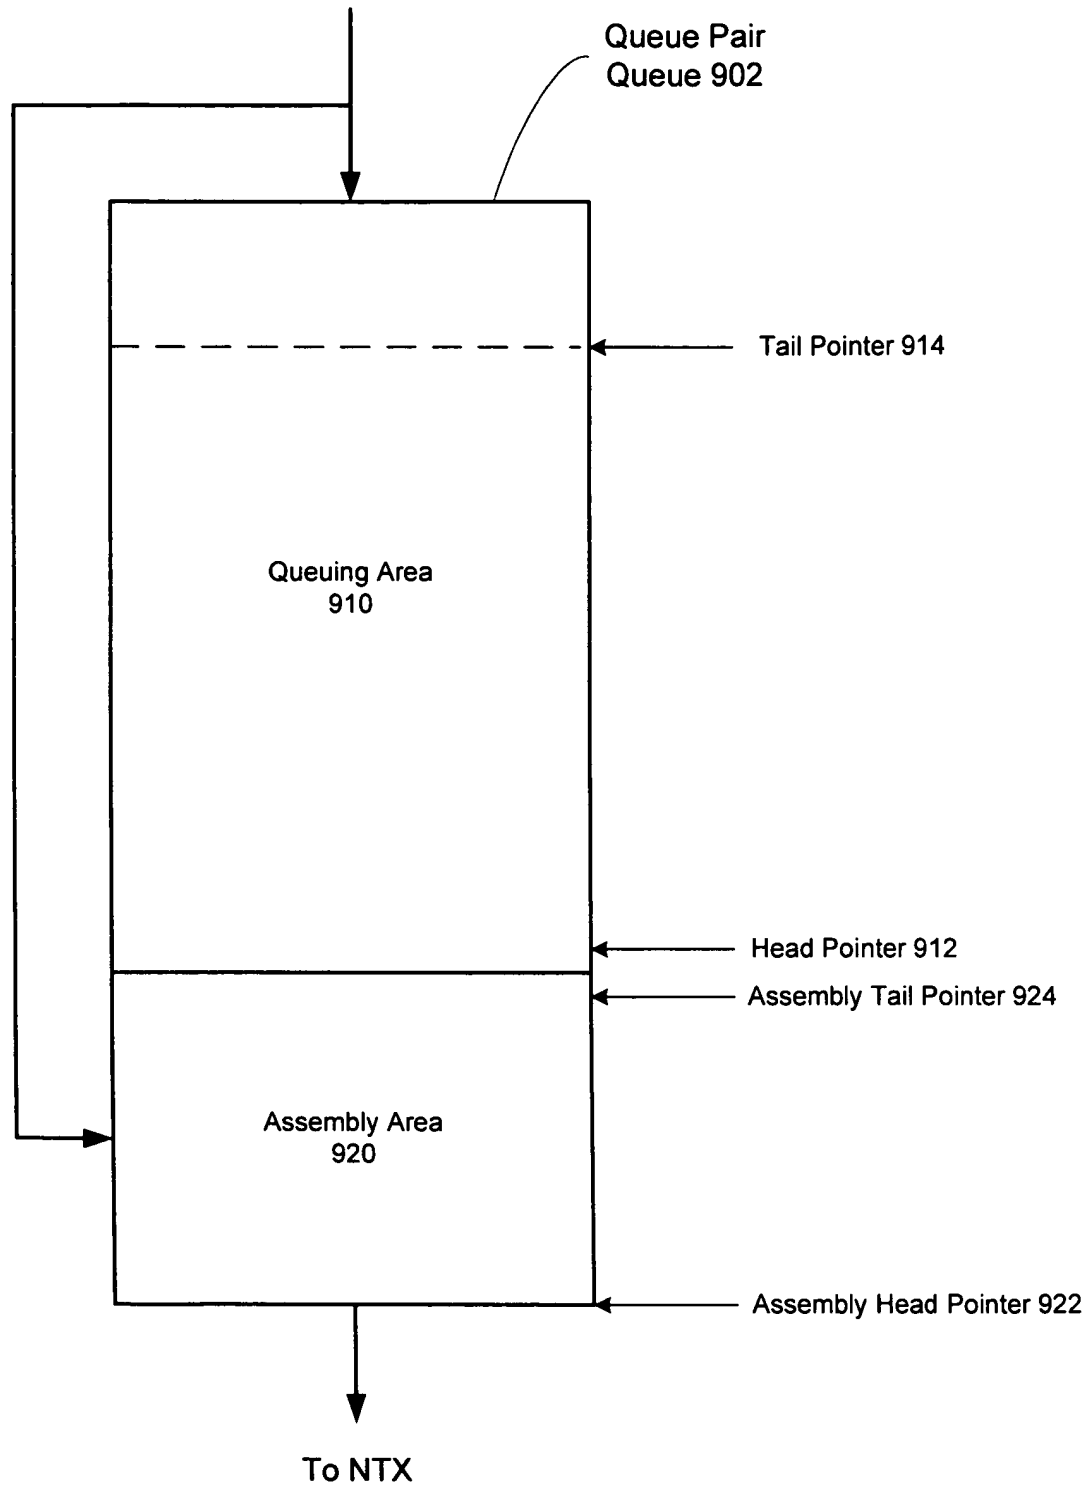 Queue Pair
Queue 902
Tail Pointer 914
Queuing Area
910
Head Pointer 912
Assembly Tail Pointer 924
Assembly Area
920
Assembly Head Pointer 922
To NTX